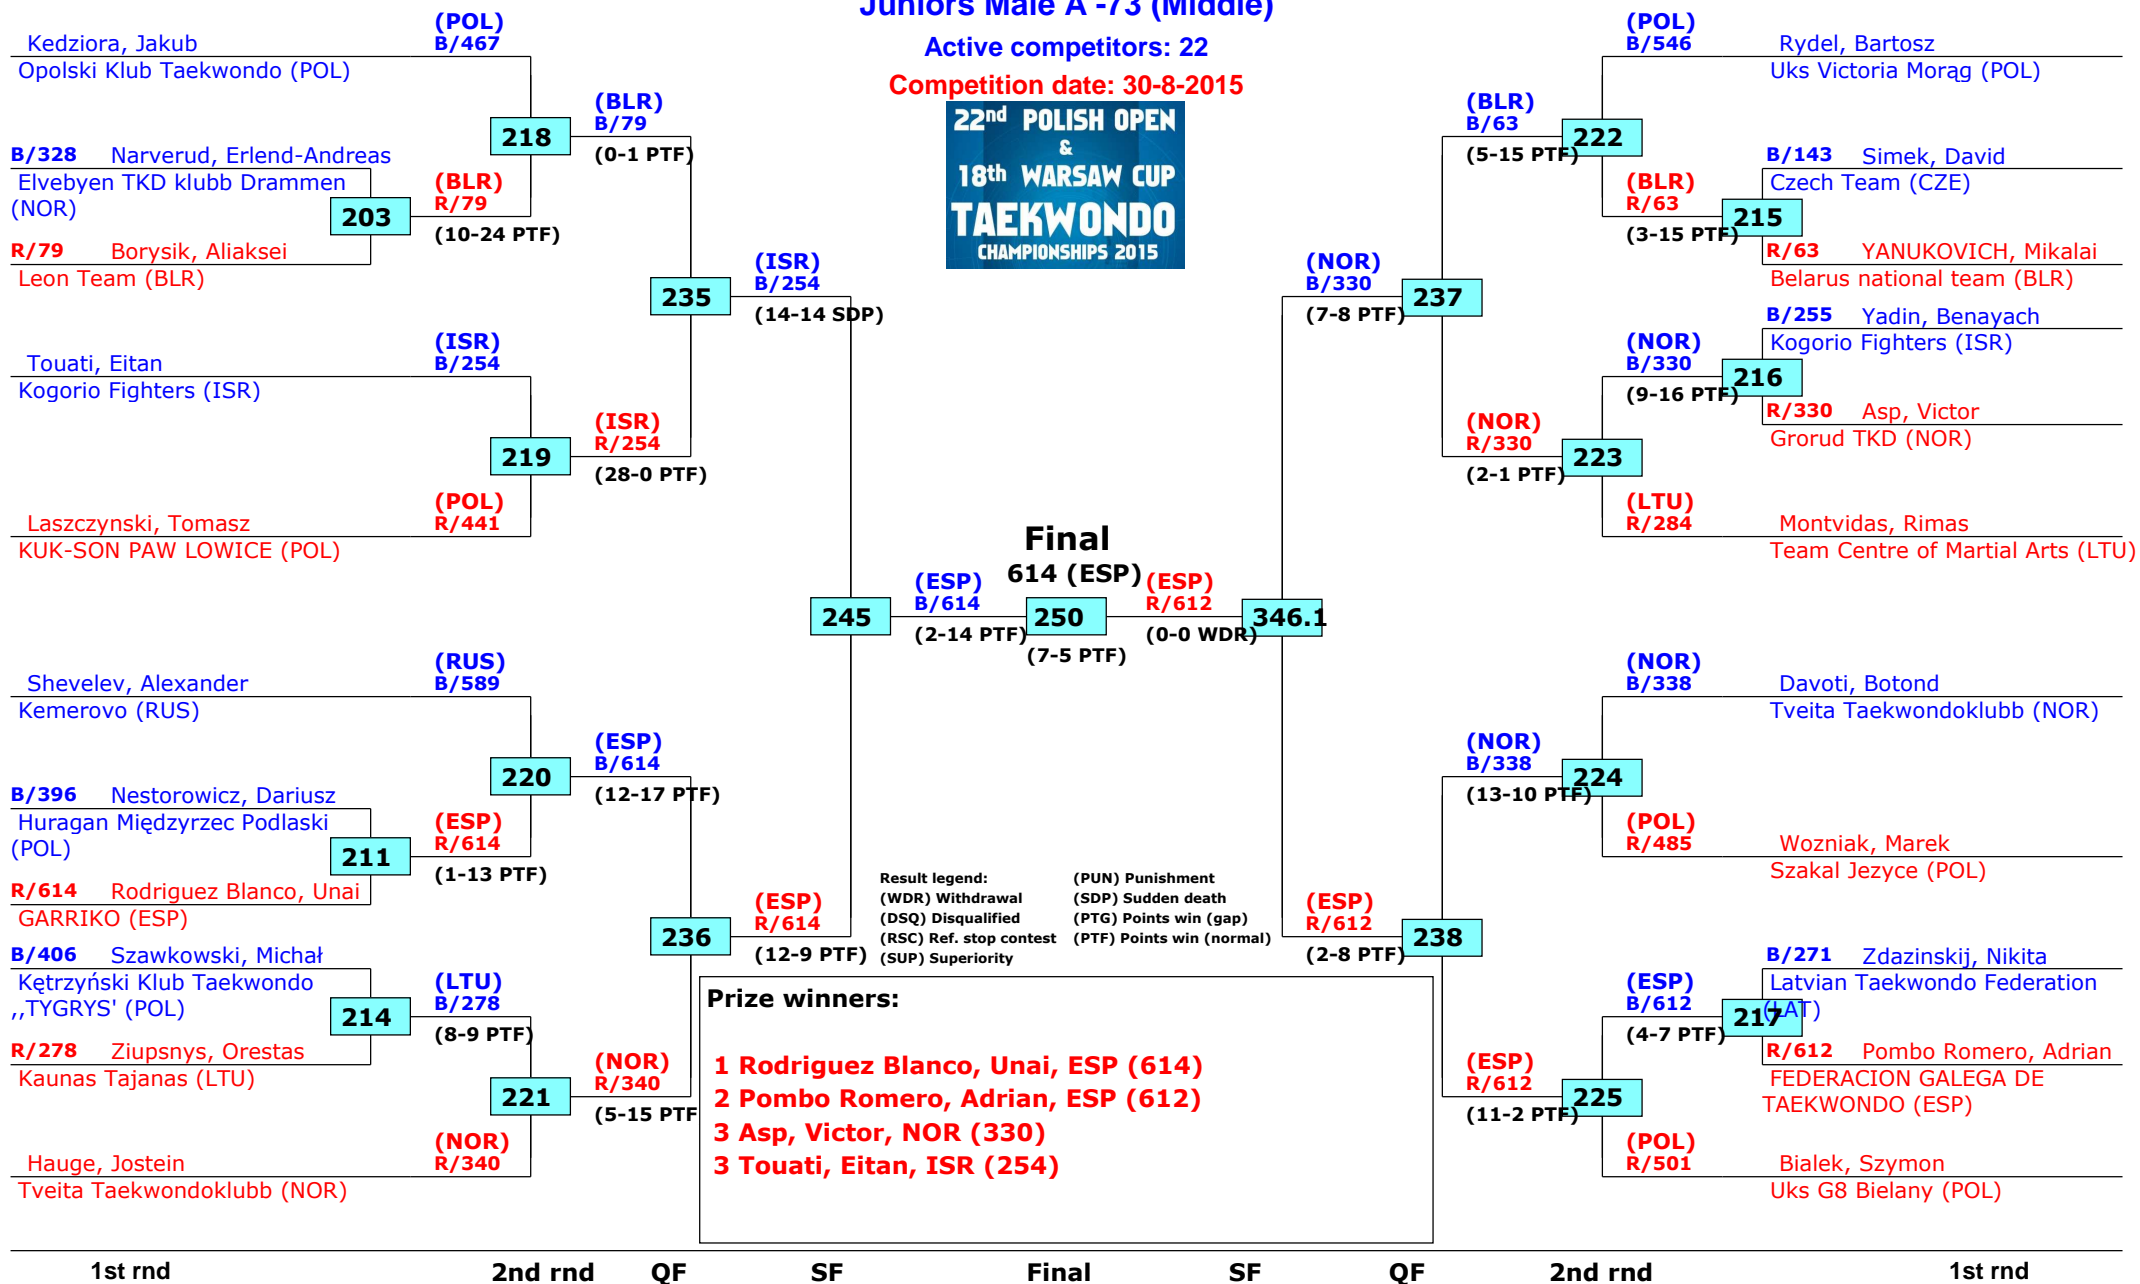 Juniors Male A -73 (Middle)
Active competitors: 22
Competition date: 30-8-2015
22nd POLISH OPEN
&
18th WARSAW CUP
TAEKWONDO
CHAMPIONSHIPS 2015
Kedziora, Jakub
Opolski Klub Taekwondo (POL)
(POL)
B/467
B/328 Narverud, Erlend-Andreas
Elvebyen TKD klubb Drammen
(NOR)
R/79 Borysik, Aliaksei
Leon Team (BLR)
203
(BLR)
R/79
(10-24 PTF)
218
(BLR)
B/79
(0-1 PTF)
Touati, Eitan
Kogorio Fighters (ISR)
(ISR)
B/254
Laszczynski, Tomasz
KUK-SON PAW LOWICE (POL)
(POL)
R/441
219
(ISR)
R/254
(28-0 PTF)
235
(ISR)
B/254
(14-14 SDP)
Shevelev, Alexander
Kemerovo (RUS)
(RUS)
B/589
B/396 Nestorowicz, Dariusz
Huragan Międzyrzec Podlaski
(POL)
R/614 Rodriguez Blanco, Unai
GARRIKO (ESP)
211
(ESP)
R/614
(1-13 PTF)
220
(ESP)
B/614
(12-17 PTF)
B/406 Szawkowski, Michał
Kętrzyński Klub Taekwondo
,,TYGRYS' (POL)
R/278 Ziupsnys, Orestas
Kaunas Tajanas (LTU)
214
(LTU)
B/278
(8-9 PTF)
Hauge, Jostein
Tveita Taekwondoklubb (NOR)
(NOR)
R/340
221
(NOR)
R/340
(5-15 PTF
236
(ESP)
R/614
(12-9 PTF)
245
(ESP)
B/614
(2-14 PTF)
Final
614 (ESP)
250
(7-5 PTF)
(ESP)
R/612
(0-0 WDR)
346.1
(POL)
B/546
Rydel, Bartosz
Uks Victoria Morąg (POL)
B/143 Simek, David
Czech Team (CZE)
R/63 YANUKOVICH, Mikalai
Belarus national team (BLR)
215
(BLR)
R/63
(3-15 PTF)
222
(BLR)
B/63
(5-15 PTF)
B/255 Yadin, Benayach
Kogorio Fighters (ISR)
R/330 Asp, Victor
Grorud TKD (NOR)
216
(NOR)
B/330
(9-16 PTF)
(LTU)
R/284
Montvidas, Rimas
Team Centre of Martial Arts (LTU)
223
(NOR)
R/330
(2-1 PTF)
237
(NOR)
B/330
(7-8 PTF)
(NOR)
B/338
Davoti, Botond
Tveita Taekwondoklubb (NOR)
(POL)
R/485
Wozniak, Marek
Szakal Jezyce (POL)
224
(NOR)
B/338
(13-10 PTF)
B/271 Zdazinskij, Nikita
Latvian Taekwondo Federation
(LAT)
R/612 Pombo Romero, Adrian
FEDERACION GALEGA DE
TAEKWONDO (ESP)
217
(ESP)
B/612
(4-7 PTF)
(POL)
R/501
Bialek, Szymon
Uks G8 Bielany (POL)
225
(ESP)
R/612
(11-2 PTF)
238
(ESP)
R/612
(2-8 PTF)
Result legend: (PUN) Punishment
(WDR) Withdrawal (SDP) Sudden death
(DSQ) Disqualified (PTG) Points win (gap)
(RSC) Ref. stop contest (PTF) Points win (normal)
(SUP) Superiority
Prize winners:
1 Rodriguez Blanco, Unai, ESP (614)
2 Pombo Romero, Adrian, ESP (612)
3 Asp, Victor, NOR (330)
3 Touati, Eitan, ISR (254)
1st rnd 2nd rnd QF SF Final SF QF 2nd rnd 1st rnd